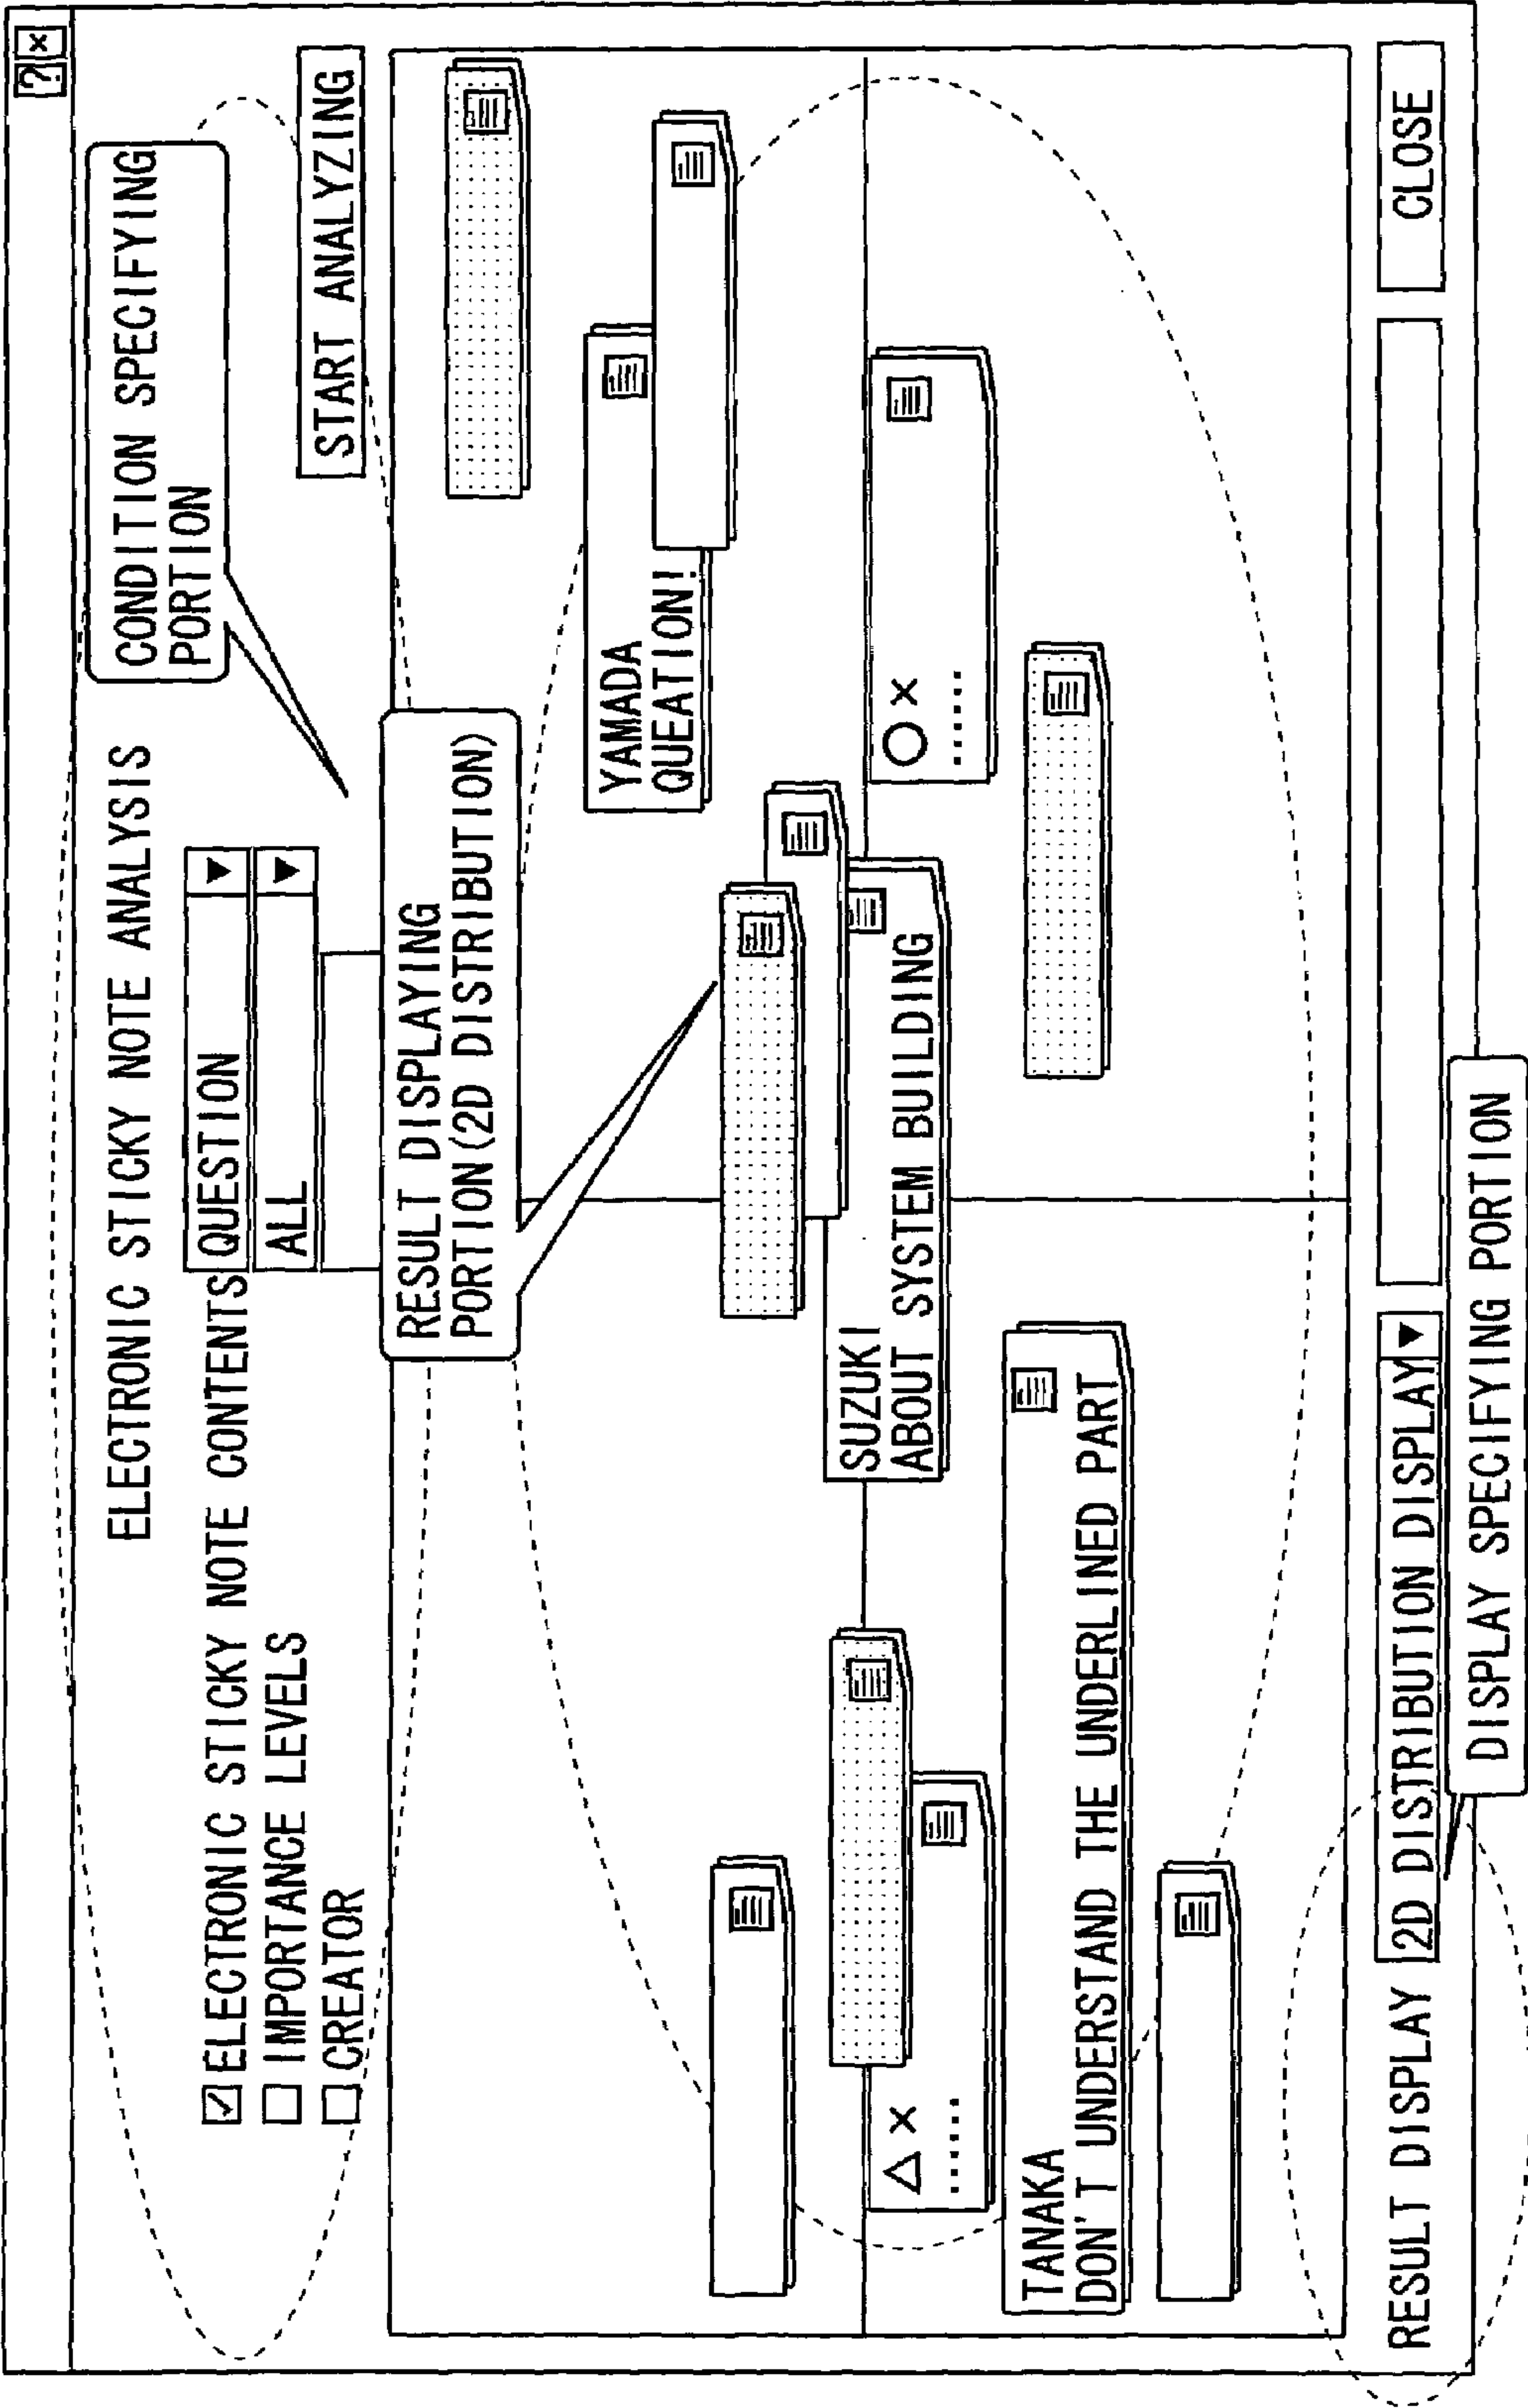 ? ×
ELECTRONIC STICKY NOTE ANALYSIS
CONDITION SPECIFYING
PORTION
☑ ELECTRONIC STICKY NOTE CONTENTS
QUESTION ▼
☐ IMPORTANCE LEVELS
ALL ▼
☐ CREATOR
START ANALYZING
RESULT DISPLAYING
PORTION(2D DISTRIBUTION)
YAMADA
QUEATION!
SUZUKI
ABOUT SYSTEM BUILDING
○ ×
......
△ ×
......
TANAKA
DON'T UNDERSTAND THE UNDERLINED PART
RESULT DISPLAY
2D DISTRIBUTION DISPLAY ▼
CLOSE
DISPLAY SPECIFYING PORTION